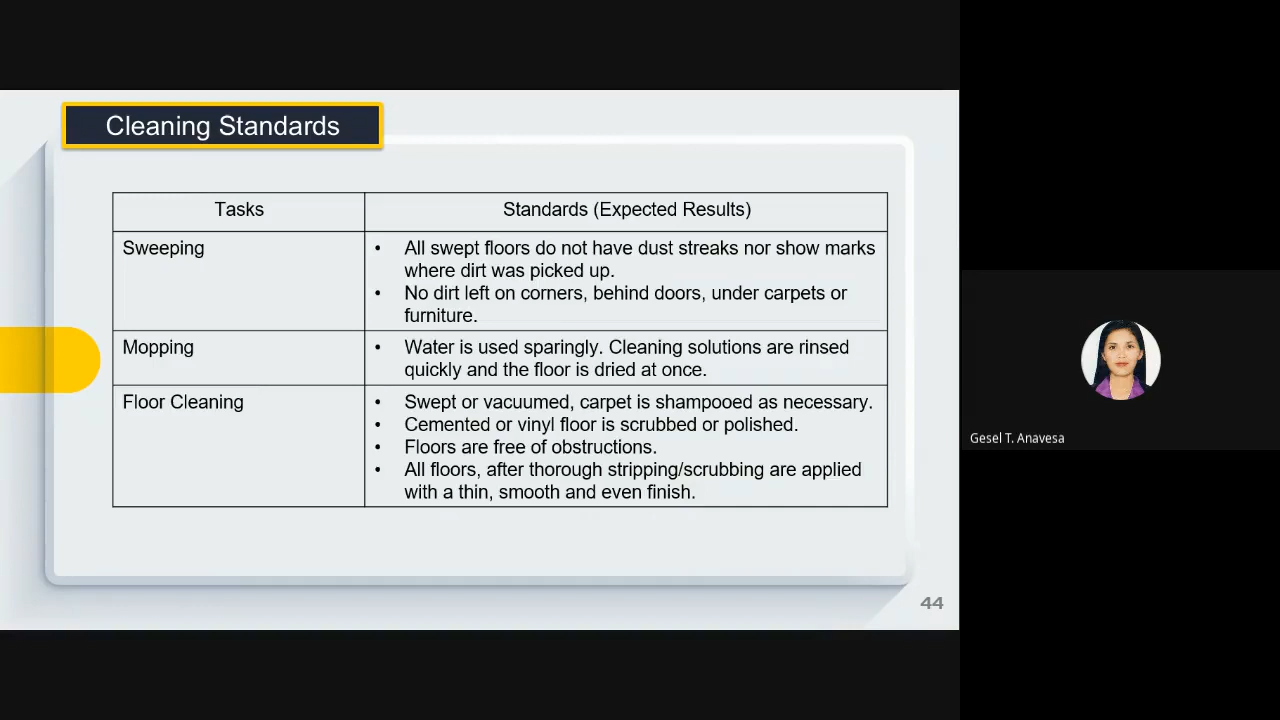 Cleaning Standards
Tasks
Standards (Expected Results)
Sweeping
• All swept floors do not have dust streaks nor show marks
where dirt was picked up.
• No dirt left on corners, behind doors, under carpets or
furniture.
Mopping
• Water is used sparingly. Cleaning solutions are rinsed
quickly and the floor is dried at once.
Floor Cleaning
• Swept or vacuumed, carpet is shampooed as necessary.
• Cemented or vinyl floor is scrubbed or polished.
• Floors are free of obstructions.
• All floors, after thorough stripping/scrubbing are applied
with a thin, smooth and even finish.
44
Gesel T. Anavesa